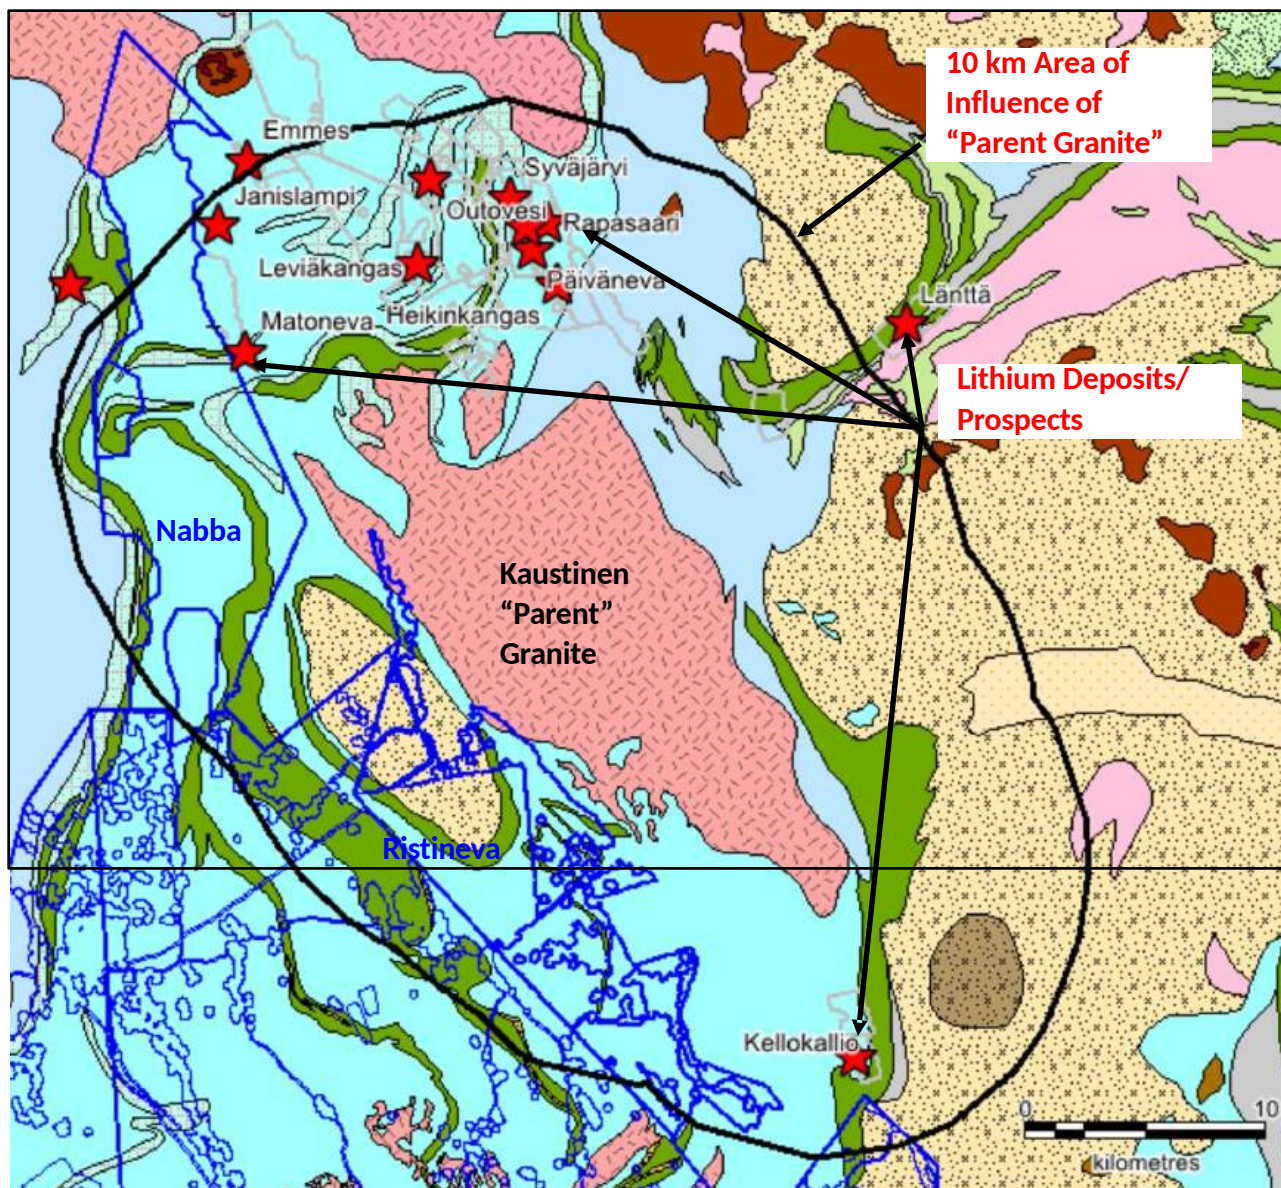 10 km Area of
Influence of
“Parent Granite”
Emmes
Syväjärvi
Janislampi
Outovesi
Rapasaari
Leviäkangas
Päiväneva
Länttä
Matoneva
Heikinkangas
Lithium Deposits/
Prospects
Nabba
Kaustinen
“Parent”
Granite
Ristineva
Kellokallio
0 10
kilometres